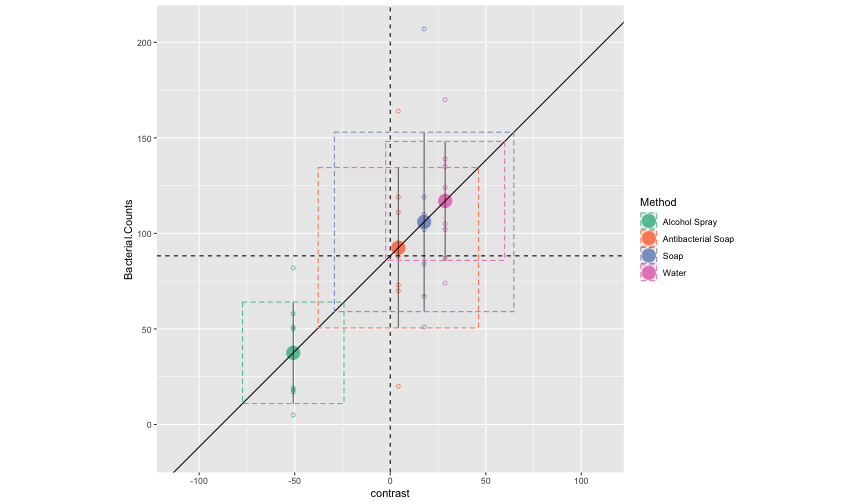 200
150
100
50
0
Bacterial.Counts
-100 -50 0 50 100
contrast
Method
Alcohol Spray
Antibacterial Soap
Soap
Water